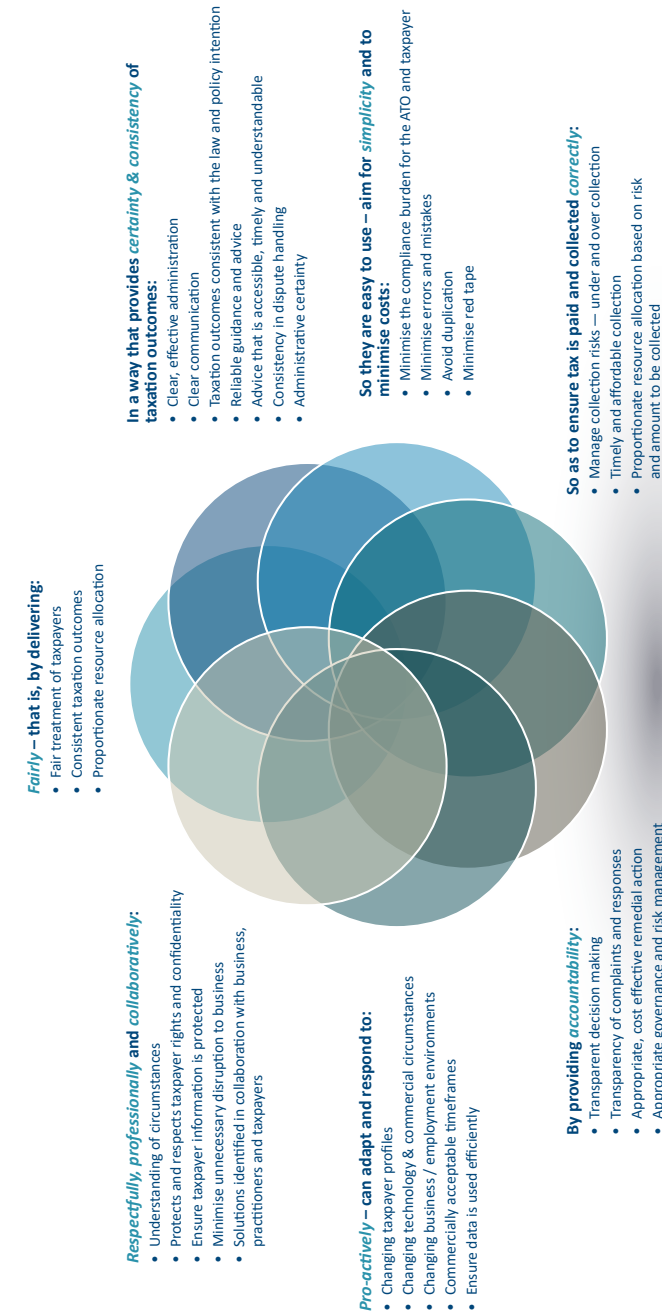 Fairly – that is, by delivering:
• Fair treatment of taxpayers
• Consistent taxation outcomes
• Proportionate resource allocation
In a way that provides certainty & consistency of
taxation outcomes:
• Clear, effective administration
• Clear communication
• Taxation outcomes consistent with the law and policy intention
• Reliable guidance and advice
• Advice that is accessible, timely and understandable
• Consistency in dispute handling
• Administrative certainty
So they are easy to use – aim for simplicity and to
minimise costs:
• Minimise the compliance burden for the ATO and taxpayer
• Minimise errors and mistakes
• Avoid duplication
• Minimise red tape
So as to ensure tax is paid and collected correctly:
• Manage collection risks — under and over collection
• Timely and affordable collection
• Proportionate resource allocation based on risk
and amount to be collected
By providing accountability:
• Transparent decision making
• Transparency of complaints and responses
• Appropriate, cost effective remedial action
• Appropriate governance and risk management
Pro-actively – can adapt and respond to:
• Changing taxpayer profiles
• Changing technology & commercial circumstances
• Changing business / employment environments
• Commercially acceptable timeframes
• Ensure data is used efficiently
Respectfully, professionally and collaboratively:
• Understanding of circumstances
• Protects and respects taxpayer rights and confidentiality
• Ensure taxpayer information is protected
• Minimise unnecessary disruption to business
• Solutions identified in collaboration with business,
practitioners and taxpayers